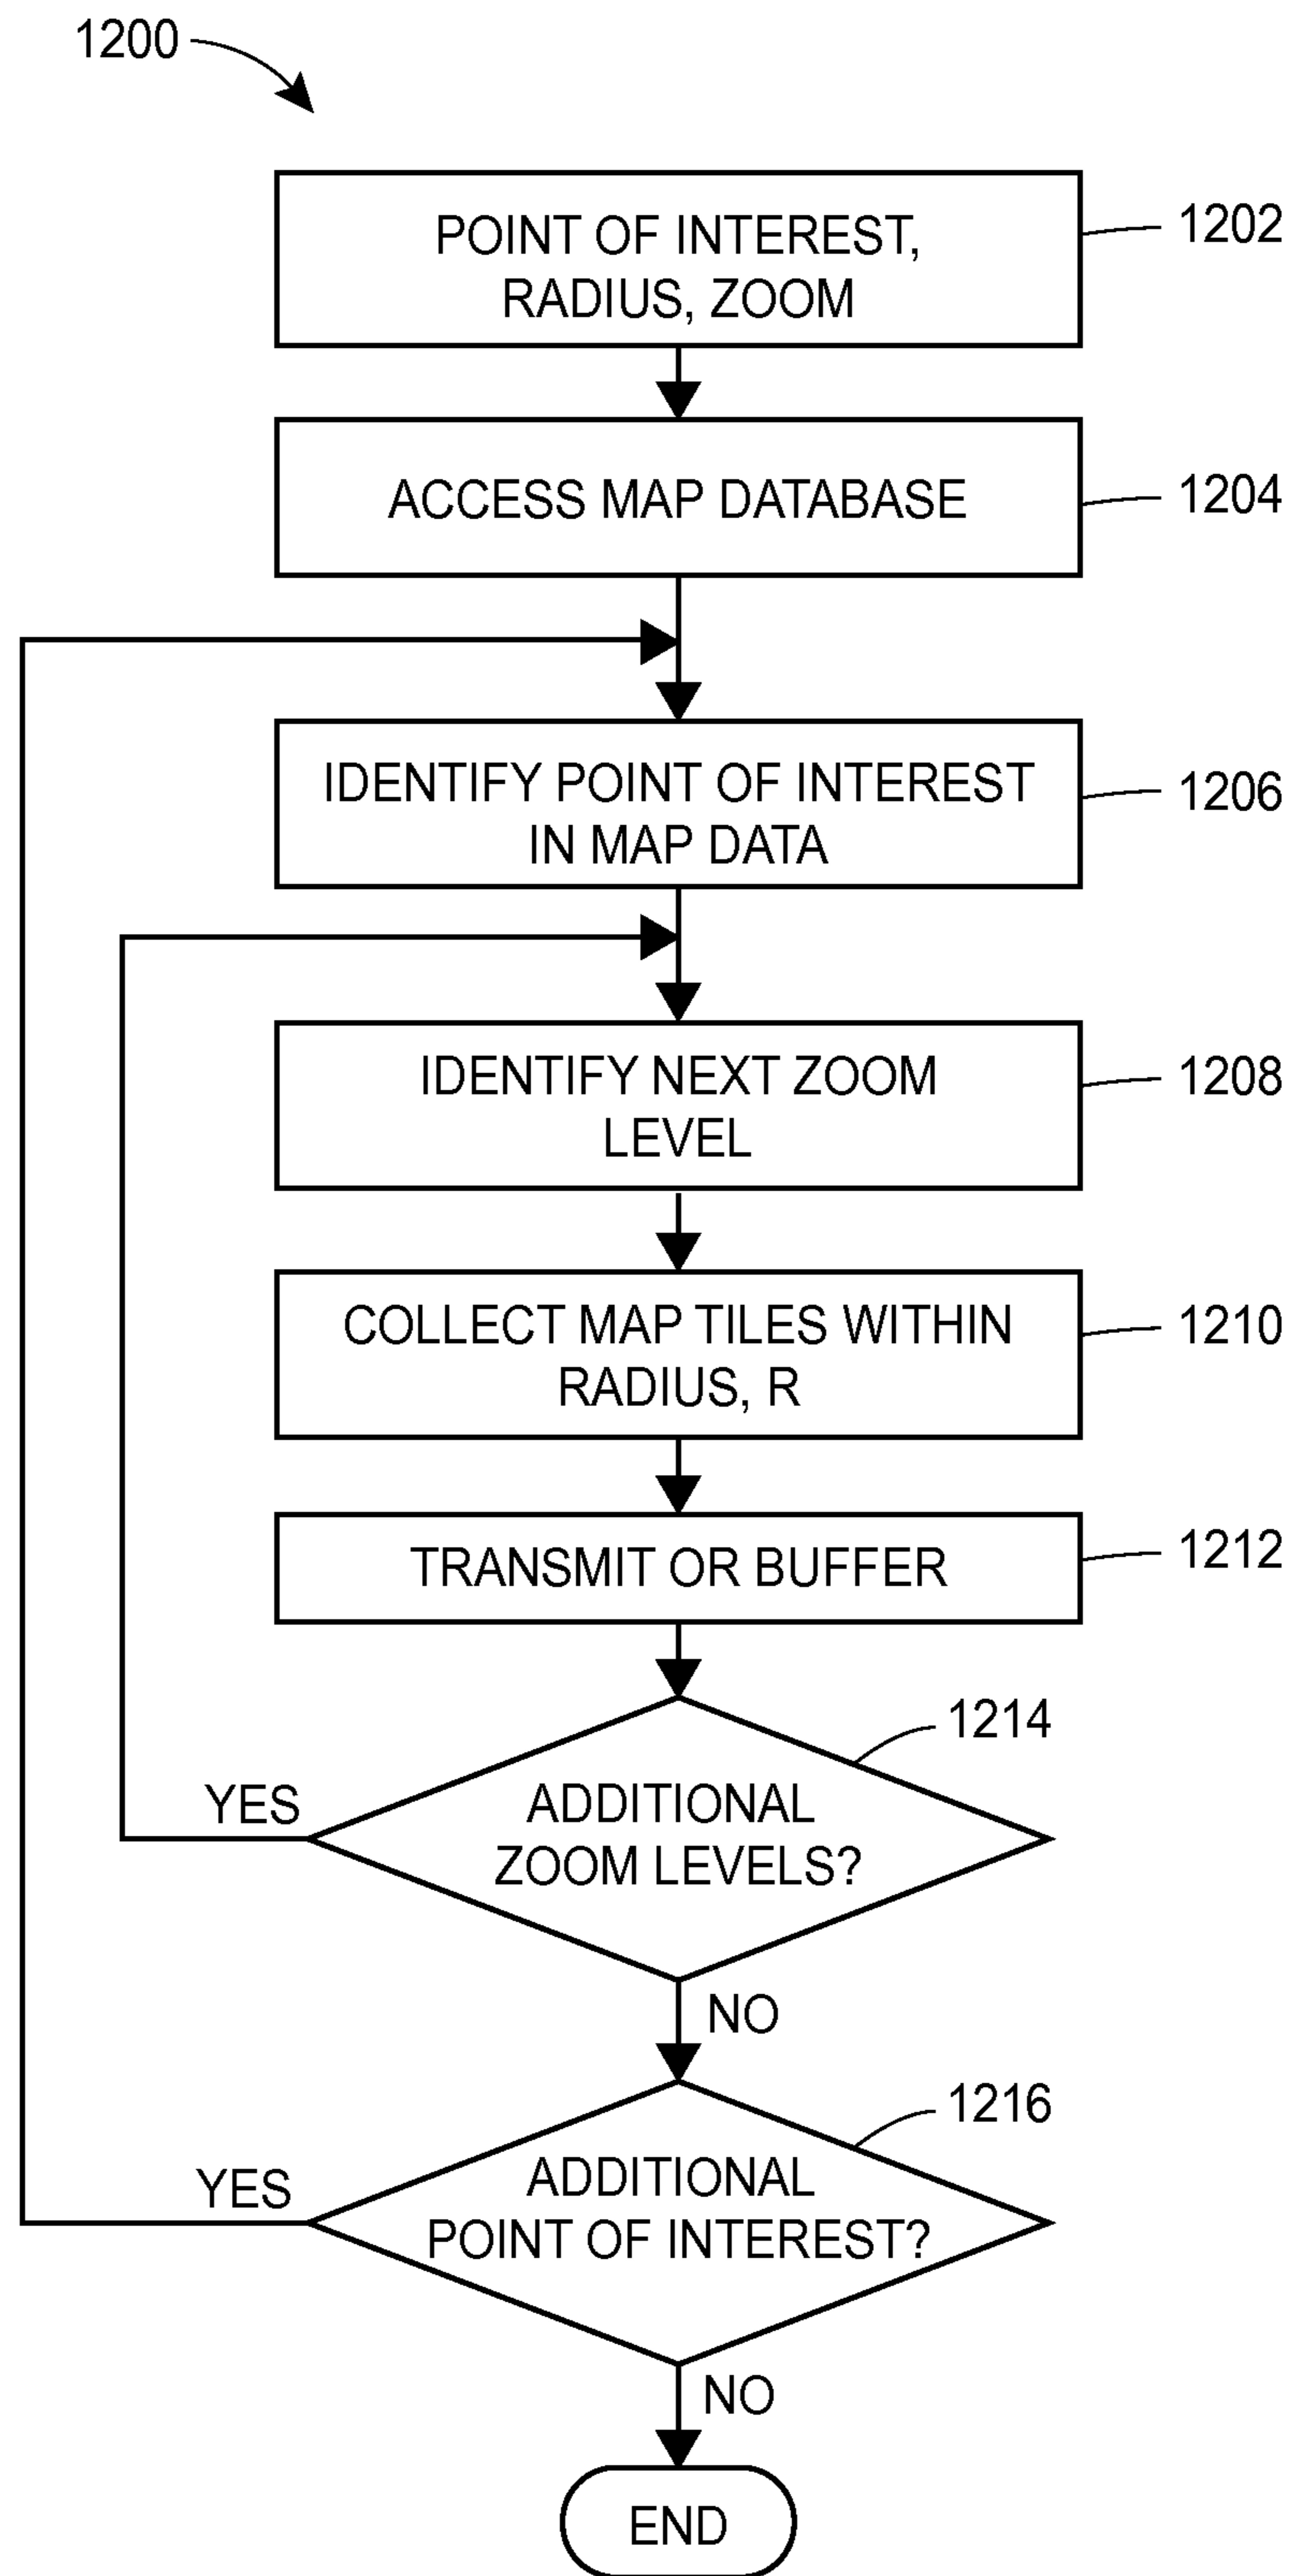 1200
POINT OF INTEREST,
RADIUS, ZOOM
1202
ACCESS MAP DATABASE
1204
IDENTIFY POINT OF INTEREST
IN MAP DATA
1206
IDENTIFY NEXT ZOOM
LEVEL
1208
COLLECT MAP TILES WITHIN
RADIUS, R
1210
TRANSMIT OR BUFFER
1212
1214
YES
ADDITIONAL
ZOOM LEVELS?
NO
1216
YES
ADDITIONAL
POINT OF INTEREST?
NO
END